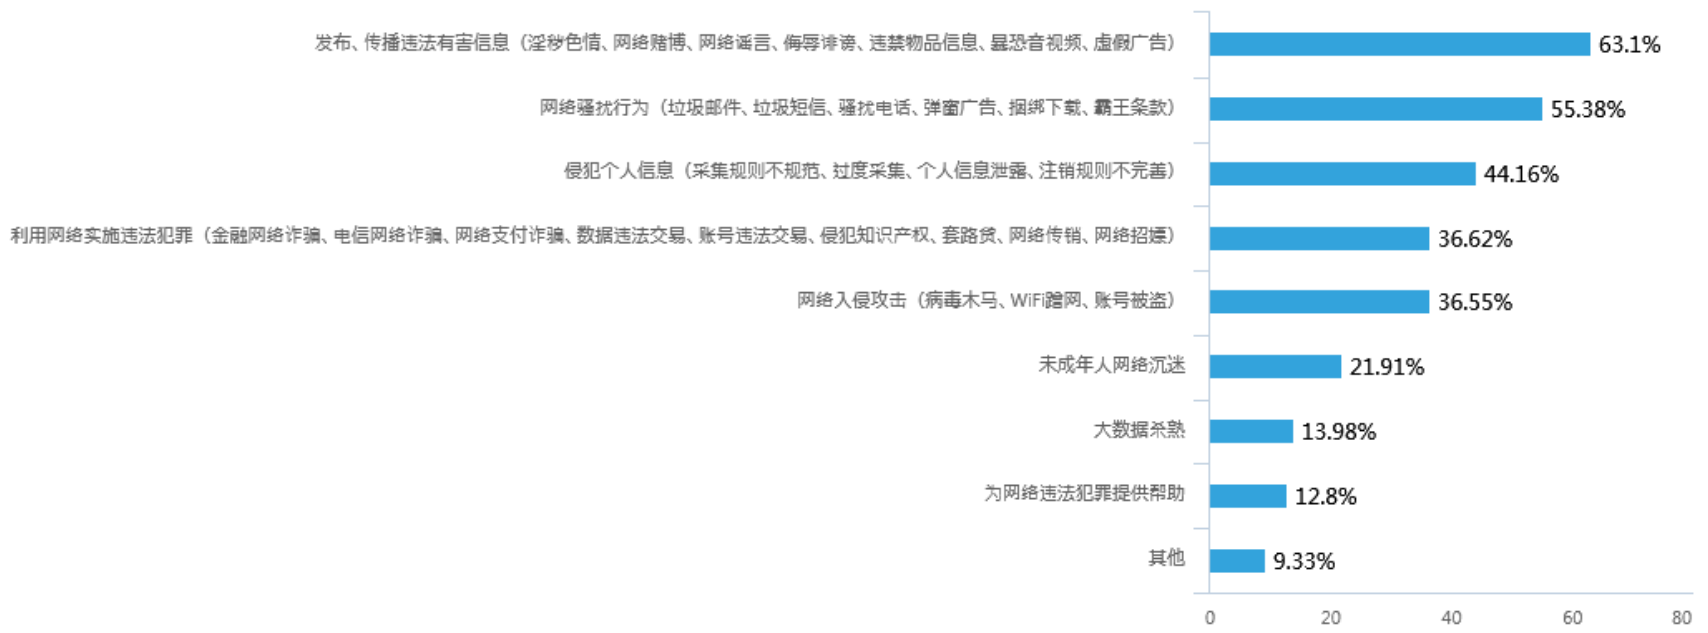 发布、传播违法有害信息（淫秽色情、网络赌博、网络谣言、侮辱诽谤、违禁物品信息、暴恐音视频、虚假广告） 63.1%
网络骚扰行为（垃圾邮件、垃圾短信、骚扰电话、弹窗广告、捆绑下载、霸王条款） 55.38%
侵犯个人信息（采集规则不规范、过度采集、个人信息泄露、注销规则不完善） 44.16%
利用网络实施违法犯罪（金融网络诈骗、电信网络诈骗、网络支付诈骗、数据违法交易、账号违法交易、侵犯知识产权、套路贷、网络传销、网络招嫖） 36.62%
网络入侵攻击（病毒木马、WiFi蹭网、账号被盗） 36.55%
未成年人网络沉迷 21.91%
大数据杀熟 13.98%
为网络违法犯罪提供帮助 12.8%
其他 9.33%
0 20 40 60 80